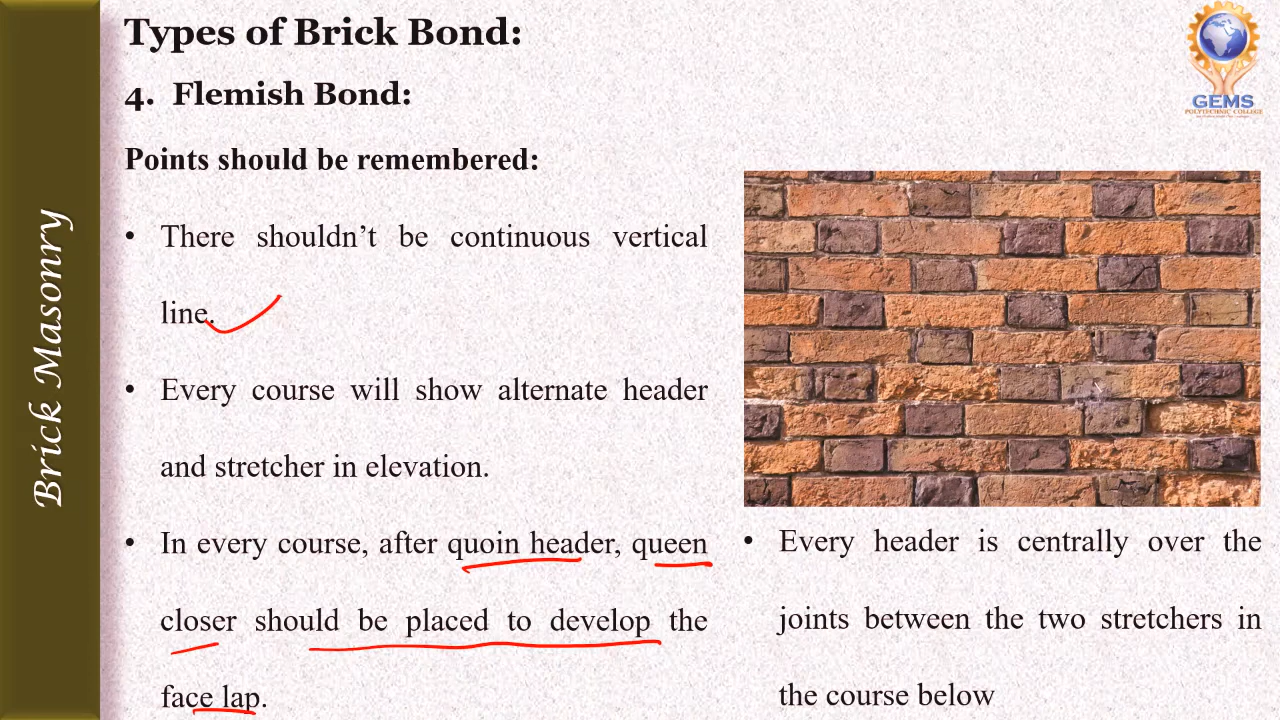 Types of Brick Bond:
4. Flemish Bond:
Points should be remembered:
• There shouldn't be continuous vertical
line.
• Every course will show alternate header
and stretcher in elevation.
• In every course, after quoin header, queen
closer should be placed to develop the
face lap.
• Every header is centrally over the
joints between the two stretchers in
the course below
Brick Masonry
GEMS
POLYTECHNIC COLLEGE